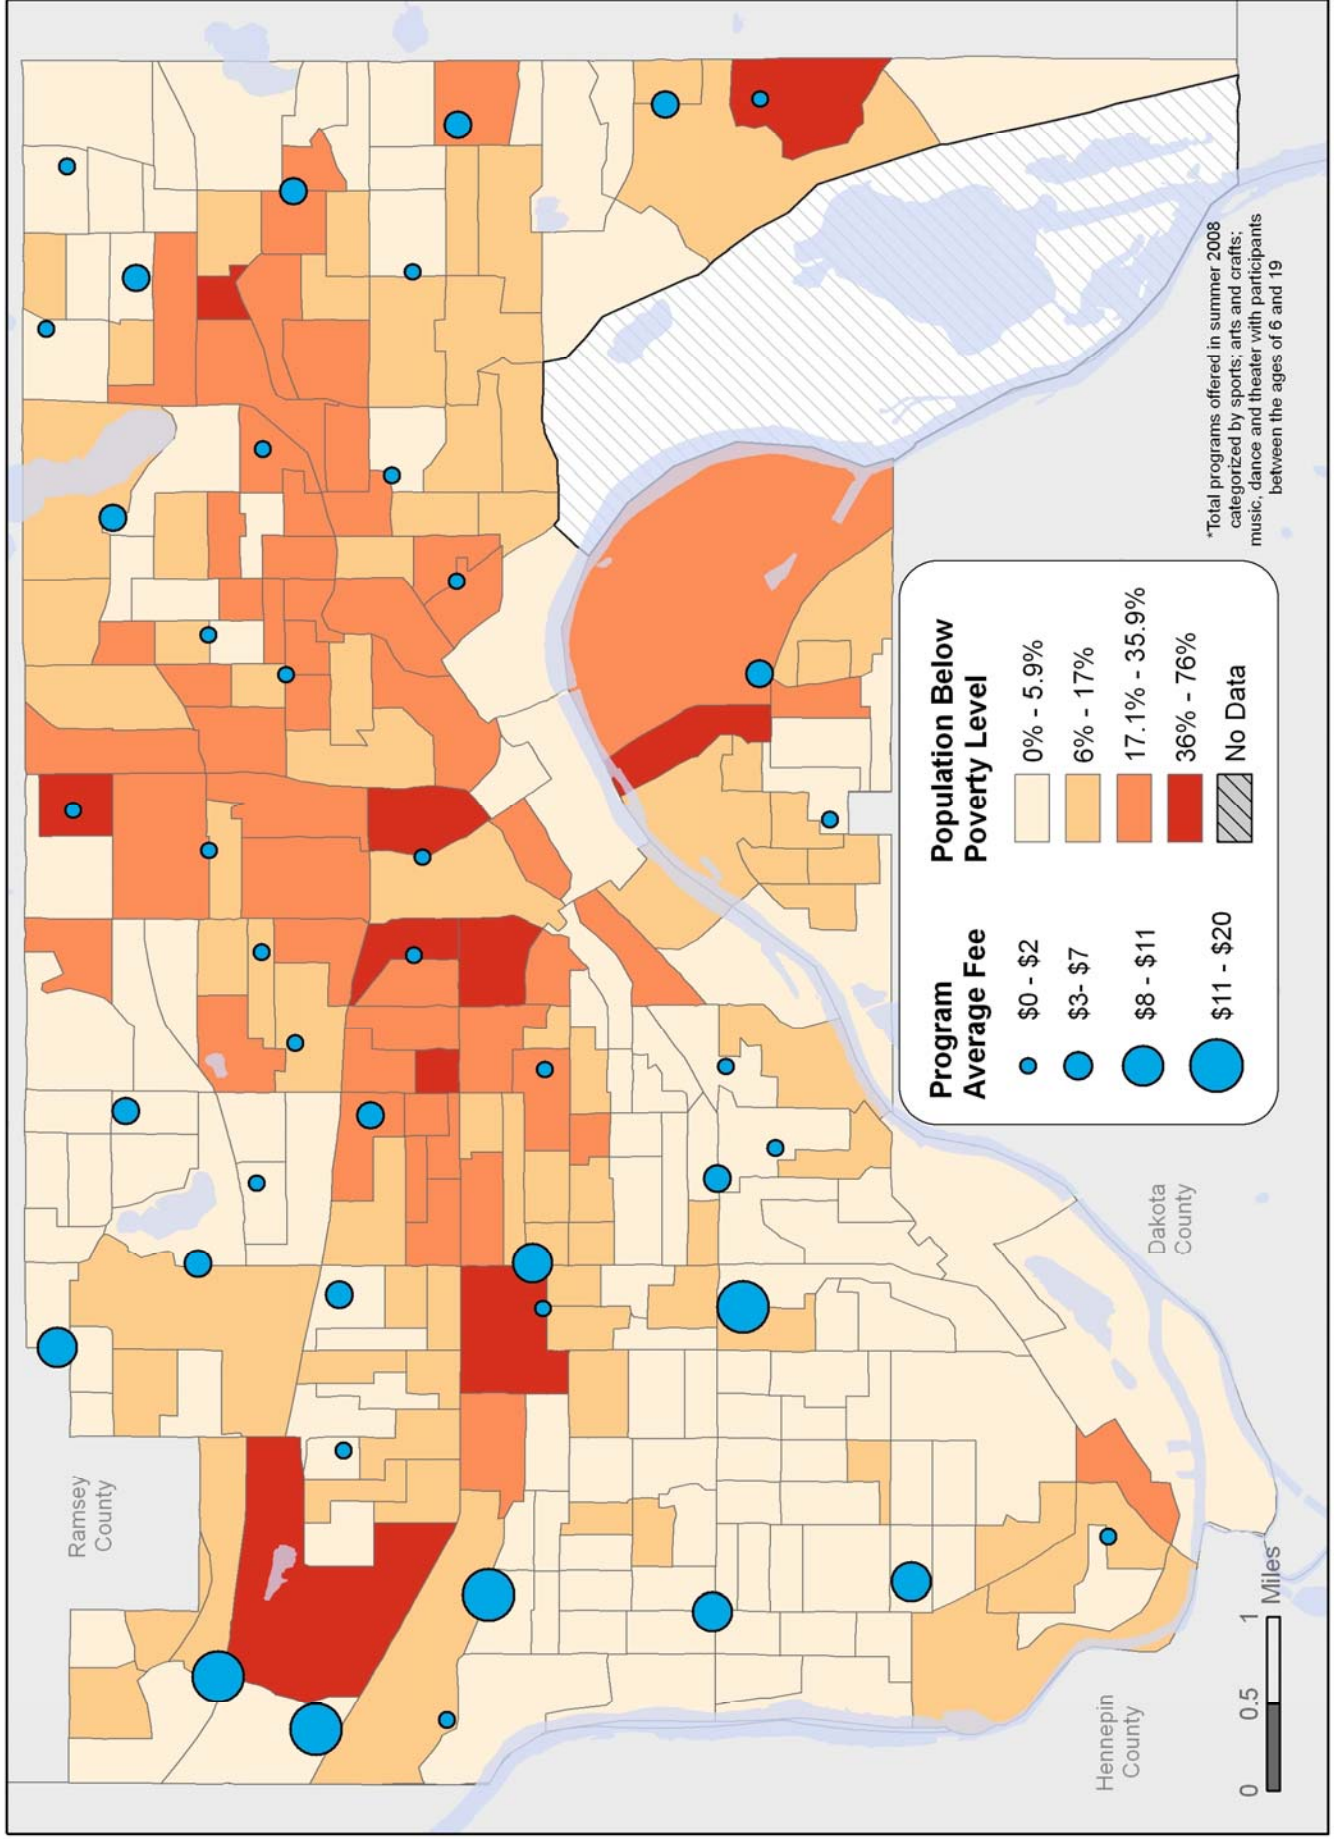 Ramsey
County
Hennepin
County
0 0.5 1
Miles
Dakota
County
Program
Average Fee
$0 - $2
$3- $7
$8 - $11
$11 - $20
Population Below
Poverty Level
0% - 5.9%
6% - 17%
17.1% - 35.9%
36% - 76%
No Data
*Total programs offered in summer 2008
categorized by sports; arts and crafts;
music, dance and theater with participants
between the ages of 6 and 19